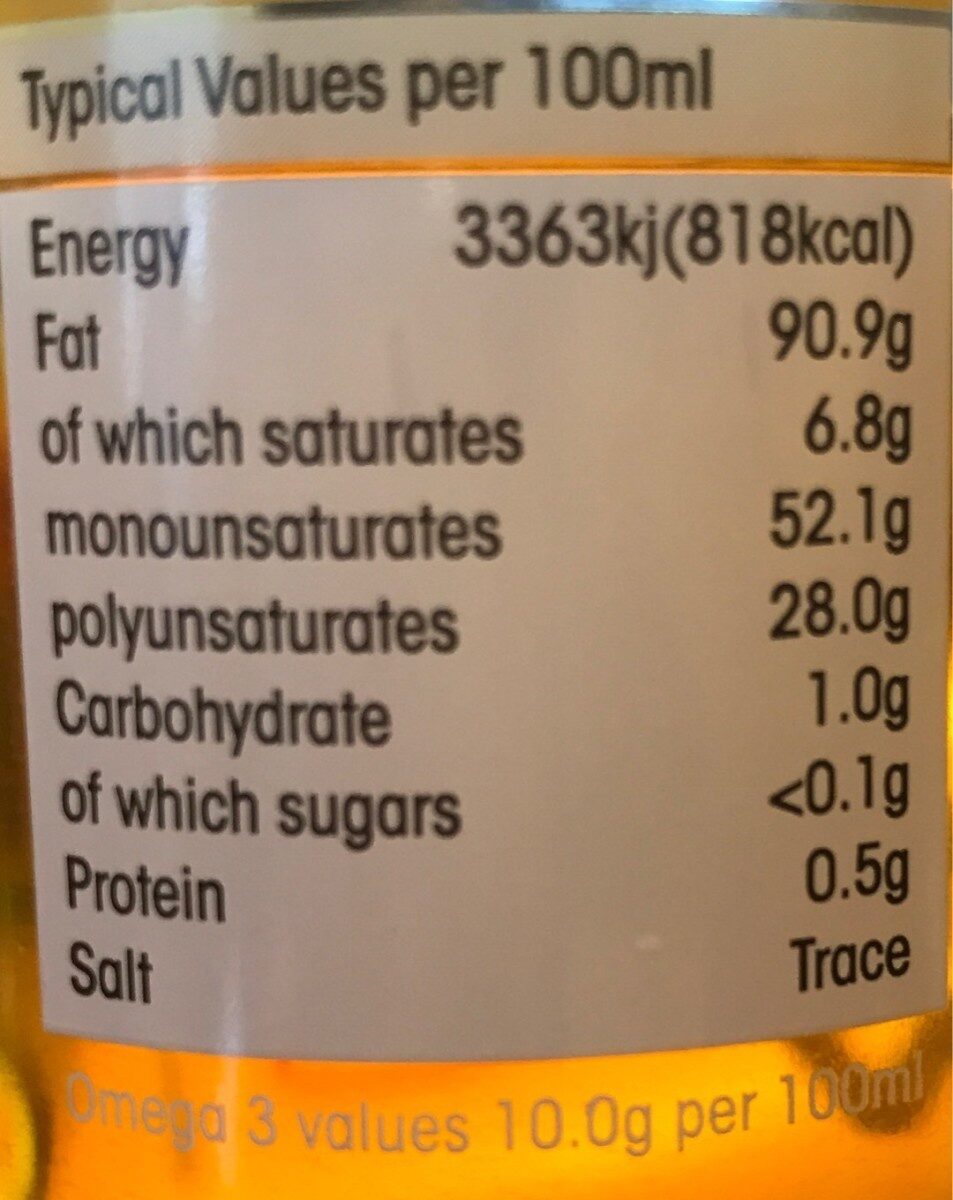 Typical Values per 100ml
Energy 3363kj(818kcal)
Fat 90.9g
of which saturates 6.8g
monounsaturates 52.1g
polyunsaturates 28.0g
Carbohydrate 1.0g
of which sugars <0.1g
Protein 0.5g
Salt Trace
Omega 3 values 10.0g per 100ml